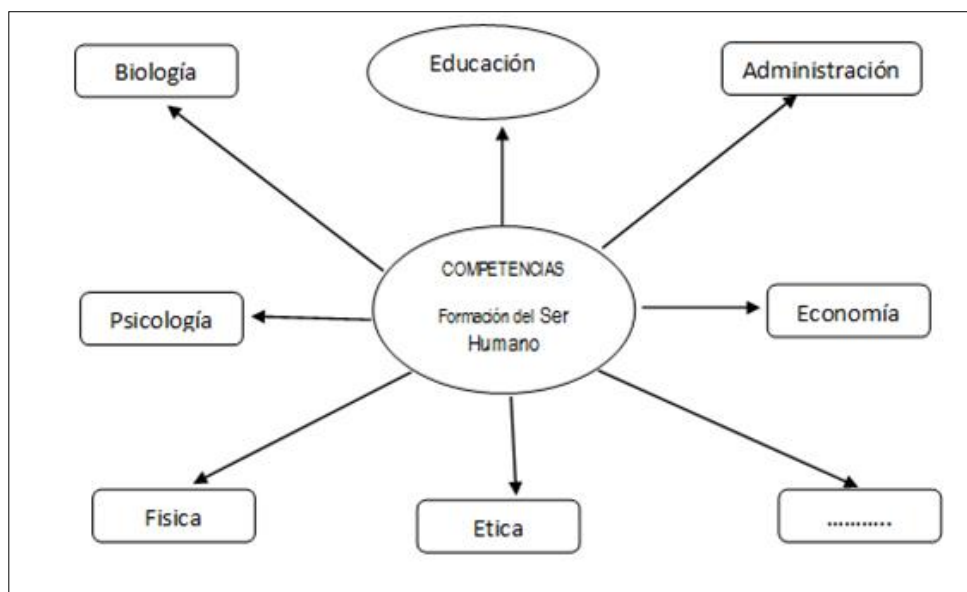 Biología
Educación
Administración
COMPETENCIAS
Formación del Ser
Humano
Psicología
Economía
Fisica
Etica
...........